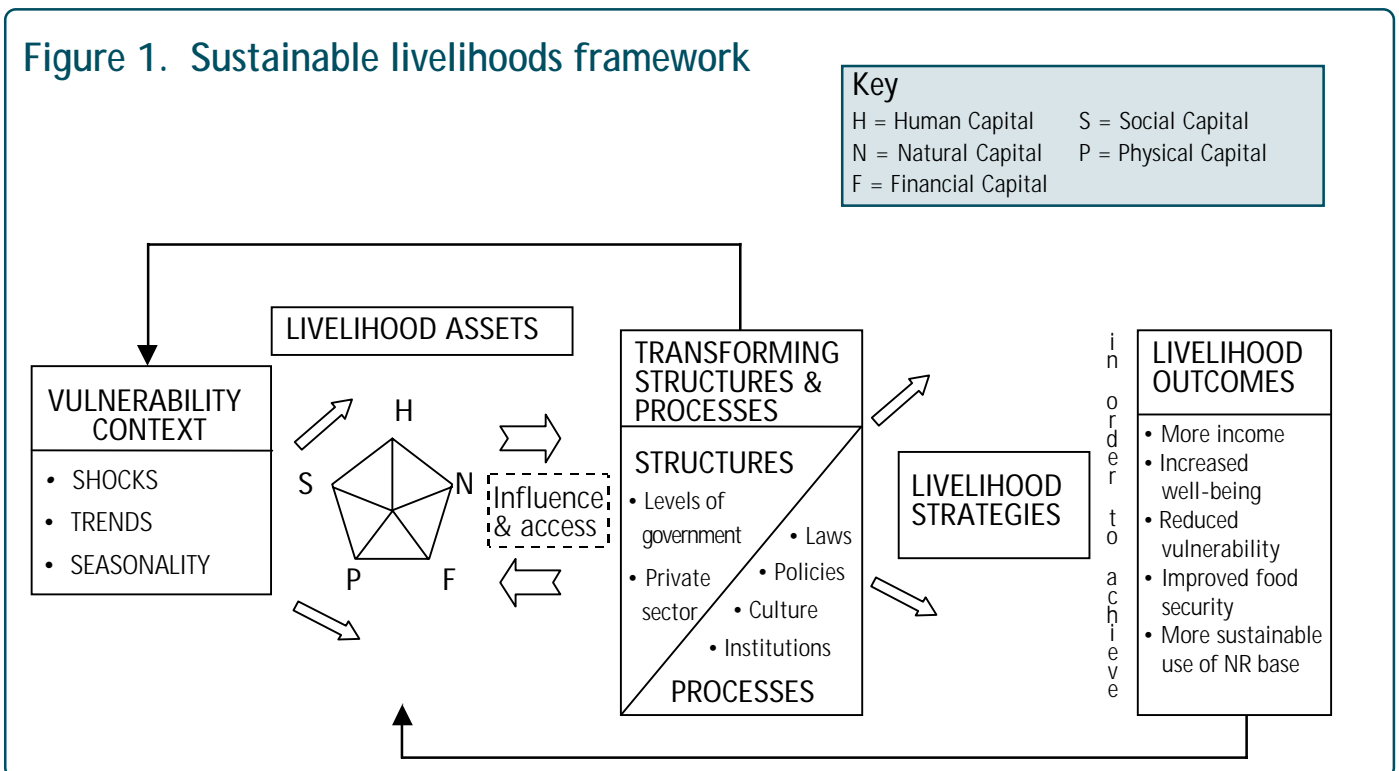 Figure 1. Sustainable livelihoods framework
Key
H = Human Capital S = Social Capital
N = Natural Capital P = Physical Capital
F = Financial Capital
LIVELIHOOD ASSETS
VULNERABILITY
CONTEXT
• SHOCKS
• TRENDS
• SEASONALITY
H
S
N
P
F
Influence
& access
TRANSFORMING
STRUCTURES &
PROCESSES
STRUCTURES
• Levels of
government
• Private
sector
• Laws
• Policies
• Culture
• Institutions
PROCESSES
LIVELIHOOD
STRATEGIES
in order to achieve
LIVELIHOOD
OUTCOMES
• More income
• Increased
well-being
• Reduced
vulnerability
• Improved food
security
• More sustainable
use of NR base